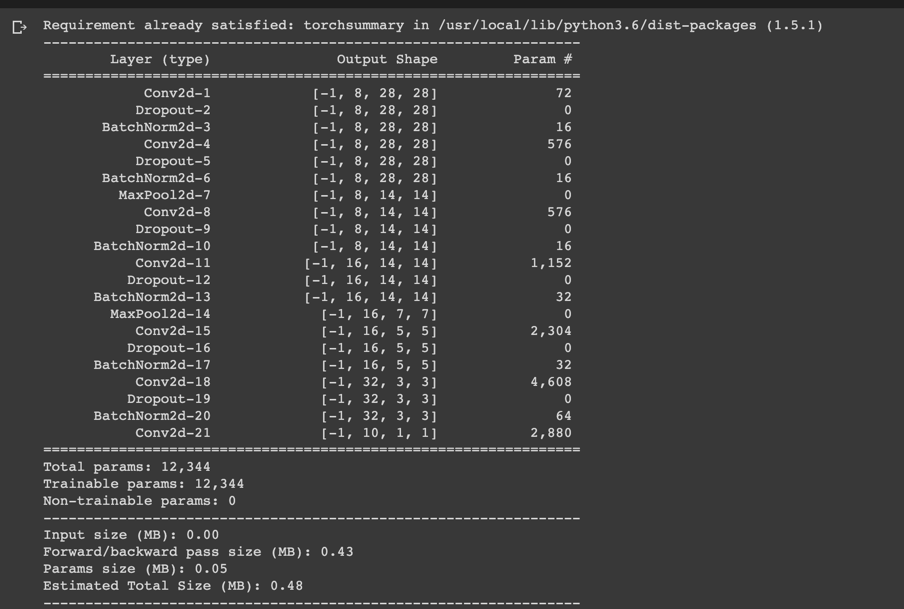 Requirement already satisfied: torchsummary in /usr/local/lib/python3.6/dist-packages (1.5.1)
----------------------------------------------------------------
Layer (type) Output Shape Param #
================================================================
Conv2d-1 [-1, 8, 28, 28] 72
Dropout-2 [-1, 8, 28, 28] 0
BatchNorm2d-3 [-1, 8, 28, 28] 16
Conv2d-4 [-1, 8, 28, 28] 576
Dropout-5 [-1, 8, 28, 28] 0
BatchNorm2d-6 [-1, 8, 28, 28] 16
MaxPool2d-7 [-1, 8, 14, 14] 0
Conv2d-8 [-1, 8, 14, 14] 576
Dropout-9 [-1, 8, 14, 14] 0
BatchNorm2d-10 [-1, 8, 14, 14] 16
Conv2d-11 [-1, 16, 14, 14] 1,152
Dropout-12 [-1, 16, 14, 14] 0
BatchNorm2d-13 [-1, 16, 14, 14] 32
MaxPool2d-14 [-1, 16, 7, 7] 0
Conv2d-15 [-1, 16, 5, 5] 2,304
Dropout-16 [-1, 16, 5, 5] 0
BatchNorm2d-17 [-1, 16, 5, 5] 32
Conv2d-18 [-1, 32, 3, 3] 4,608
Dropout-19 [-1, 32, 3, 3] 0
BatchNorm2d-20 [-1, 32, 3, 3] 64
Conv2d-21 [-1, 10, 1, 1] 2,880
================================================================
Total params: 12,344
Trainable params: 12,344
Non-trainable params: 0
----------------------------------------------------------------
Input size (MB): 0.00
Forward/backward pass size (MB): 0.43
Params size (MB): 0.05
Estimated Total Size (MB): 0.48
----------------------------------------------------------------